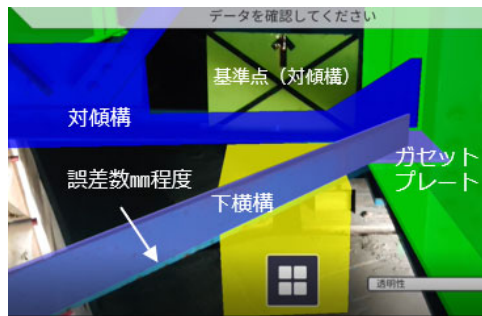 データを確認してください
基準点（対傾構）
対傾構
ガセット
プレート
誤差数㎜程度
下横構
透明性